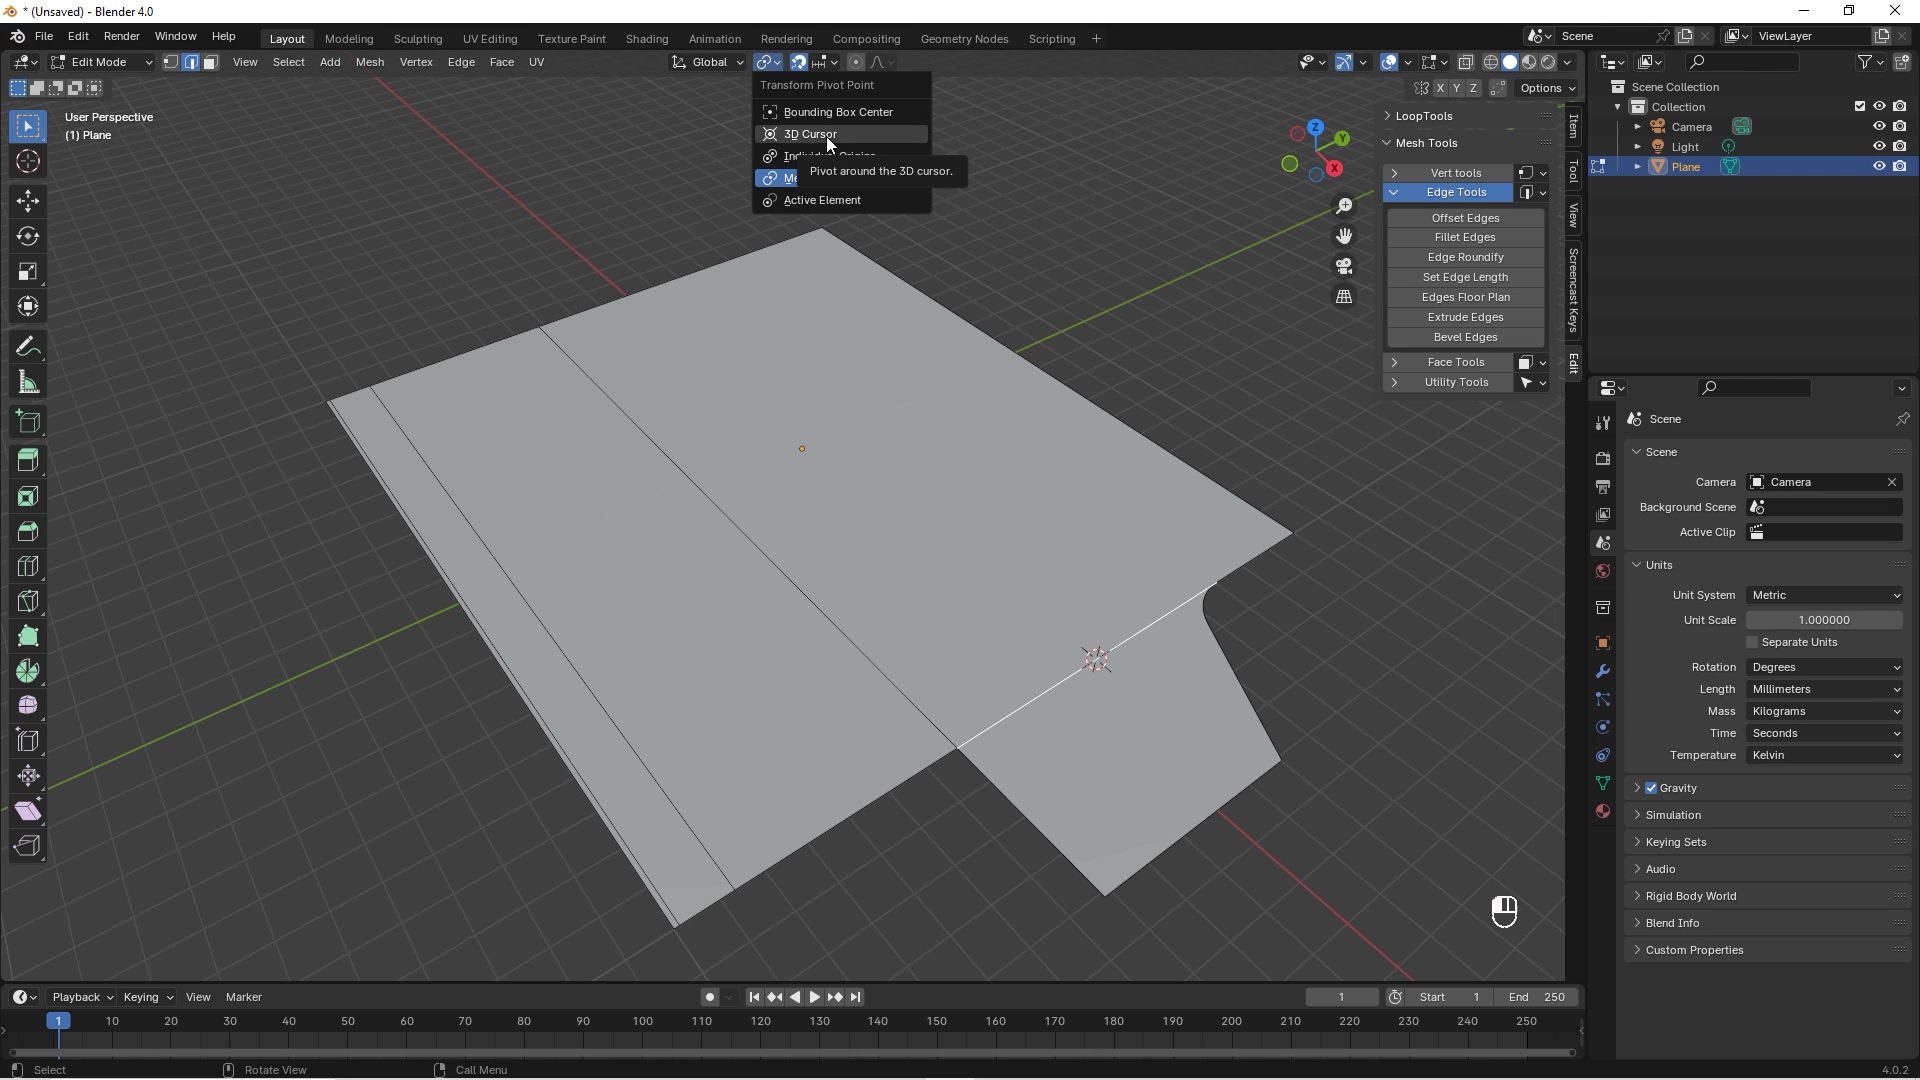 * (Unsaved) - Blender 4.0
File Edit Render Window Help
Layout Modeling Sculpting UV Editing Texture Paint Shading Animation Rendering Compositing Geometry Nodes Scripting +
Scene
ViewLayer
Edit Mode
View Select Add Mesh Vertex Edge Face UV
Global
X Y Z
Options
User Perspective
(1) Plane
Transform Pivot Point
Bounding Box Center
3D Cursor
Individual Origins
Me
Pivot around the 3D cursor.
Active Element
Z
Y
X
LoopTools
Mesh Tools
Vert tools
Edge Tools
Offset Edges
Fillet Edges
Edge Roundify
Set Edge Length
Edges Floor Plan
Extrude Edges
Bevel Edges
Face Tools
Utility Tools
Item
Tool
View
Screencast Keys
Edit
Scene Collection
Collection
Camera
Light
Plane
Scene
Scene
Camera Camera
Background Scene
Active Clip
Units
Unit System Metric
Unit Scale 1.000000
Separate Units
Rotation Degrees
Length Millimeters
Mass Kilograms
Time Seconds
Temperature Kelvin
Gravity
Simulation
Keying Sets
Audio
Rigid Body World
Blend Info
Custom Properties
Playback Keying View Marker
1
Start 1
End 250
1 10 20 30 40 50 60 70 80 90 100 110 120 130 140 150 160 170 180 190 200 210 220 230 240 250
Select
Rotate View
Call Menu
4.0.2